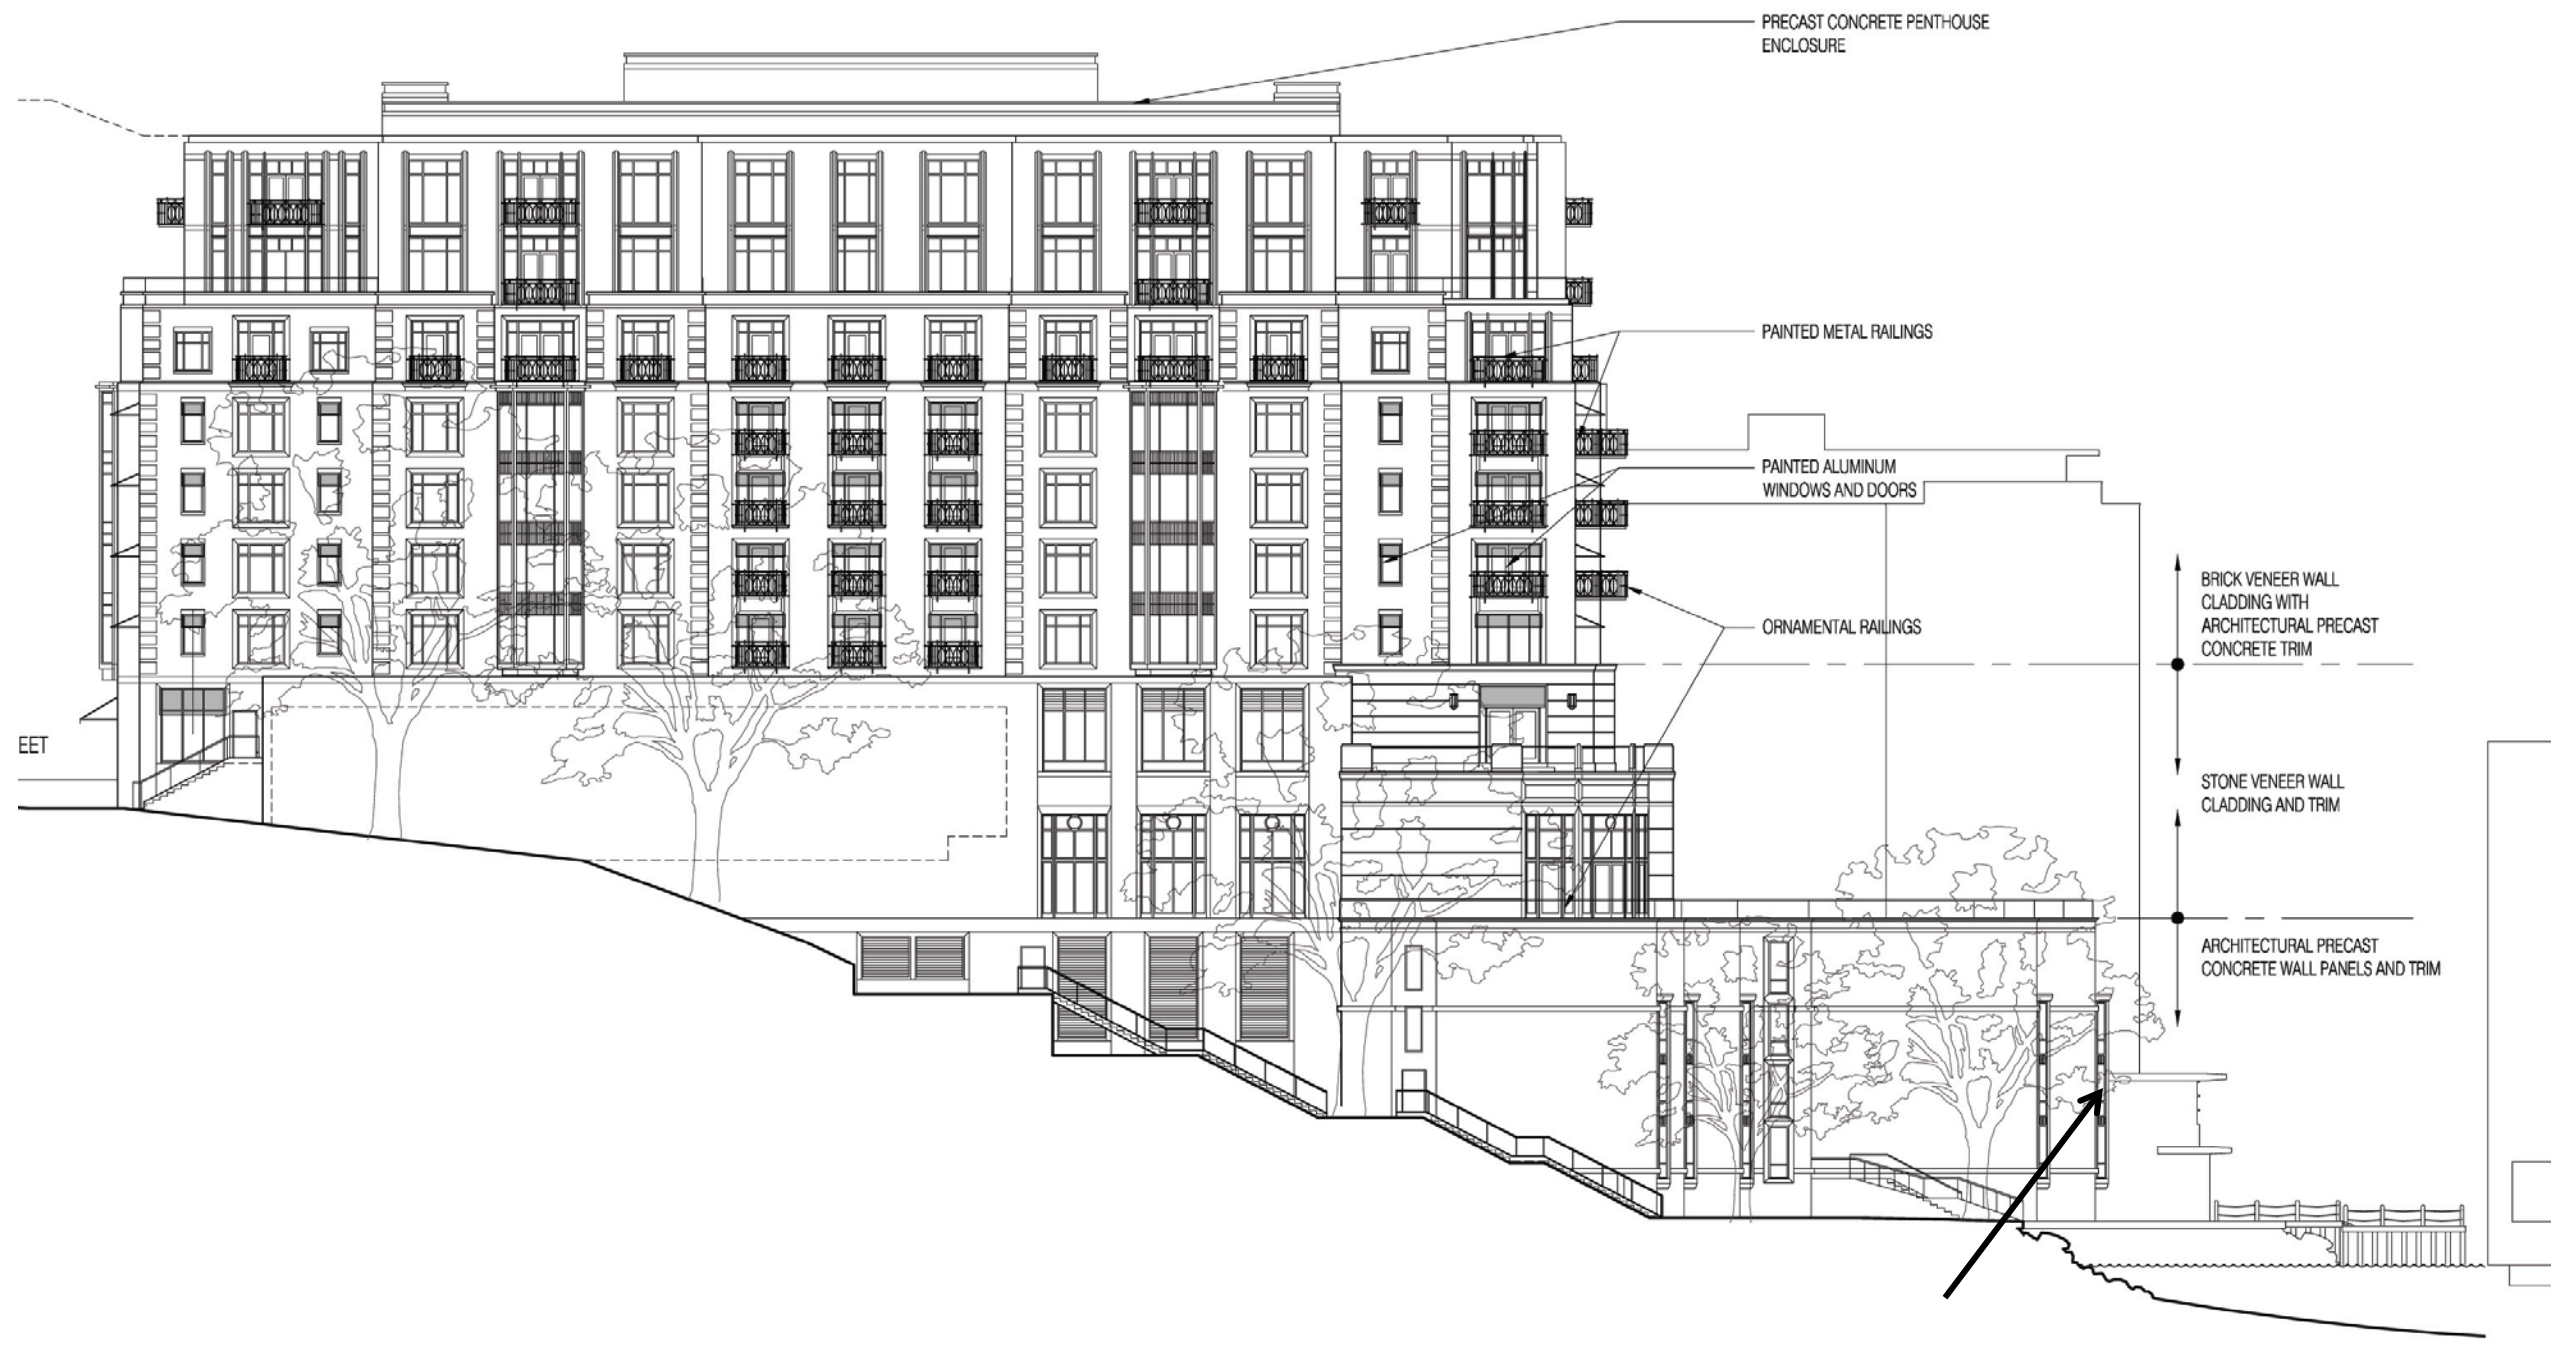 PRECAST CONCRETE PENTHOUSE
ENCLOSURE
PAINTED METAL RAILINGS
PAINTED ALUMINUM
WINDOWS AND DOORS
BRICK VENEER WALL
CLADDING WITH
ARCHITECTURAL PRECAST
CONCRETE TRIM
ORNAMENTAL RAILINGS
EET
STONE VENEER WALL
CLADDING AND TRIM
ARCHITECTURAL PRECAST
CONCRETE WALL PANELS AND TRIM